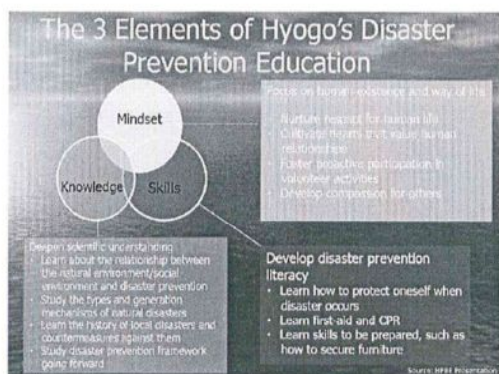 The 3 Elements of Hyogo's Disaster
Prevention Education
Mindset
Knowledge
Skills
Focus on human existence and way of life
• Nurture respect for human life
• Cultivate hearts that value human
relationships
• Foster proactive participation in
volunteer activities
• Develop compassion for others
Deepen scientific understanding
• Learn about the relationship between
the natural environment/social
environment and disaster prevention
• Study the types and generation
mechanisms of natural disasters
• Learn the history of local disasters and
countermeasures against them
• Study disaster prevention framework
going forward
Develop disaster prevention
literacy
• Learn how to protect oneself when
disaster occurs
• Learn first-aid and CPR
• Learn skills to be prepared, such as
how to secure furniture
Source: Presentation